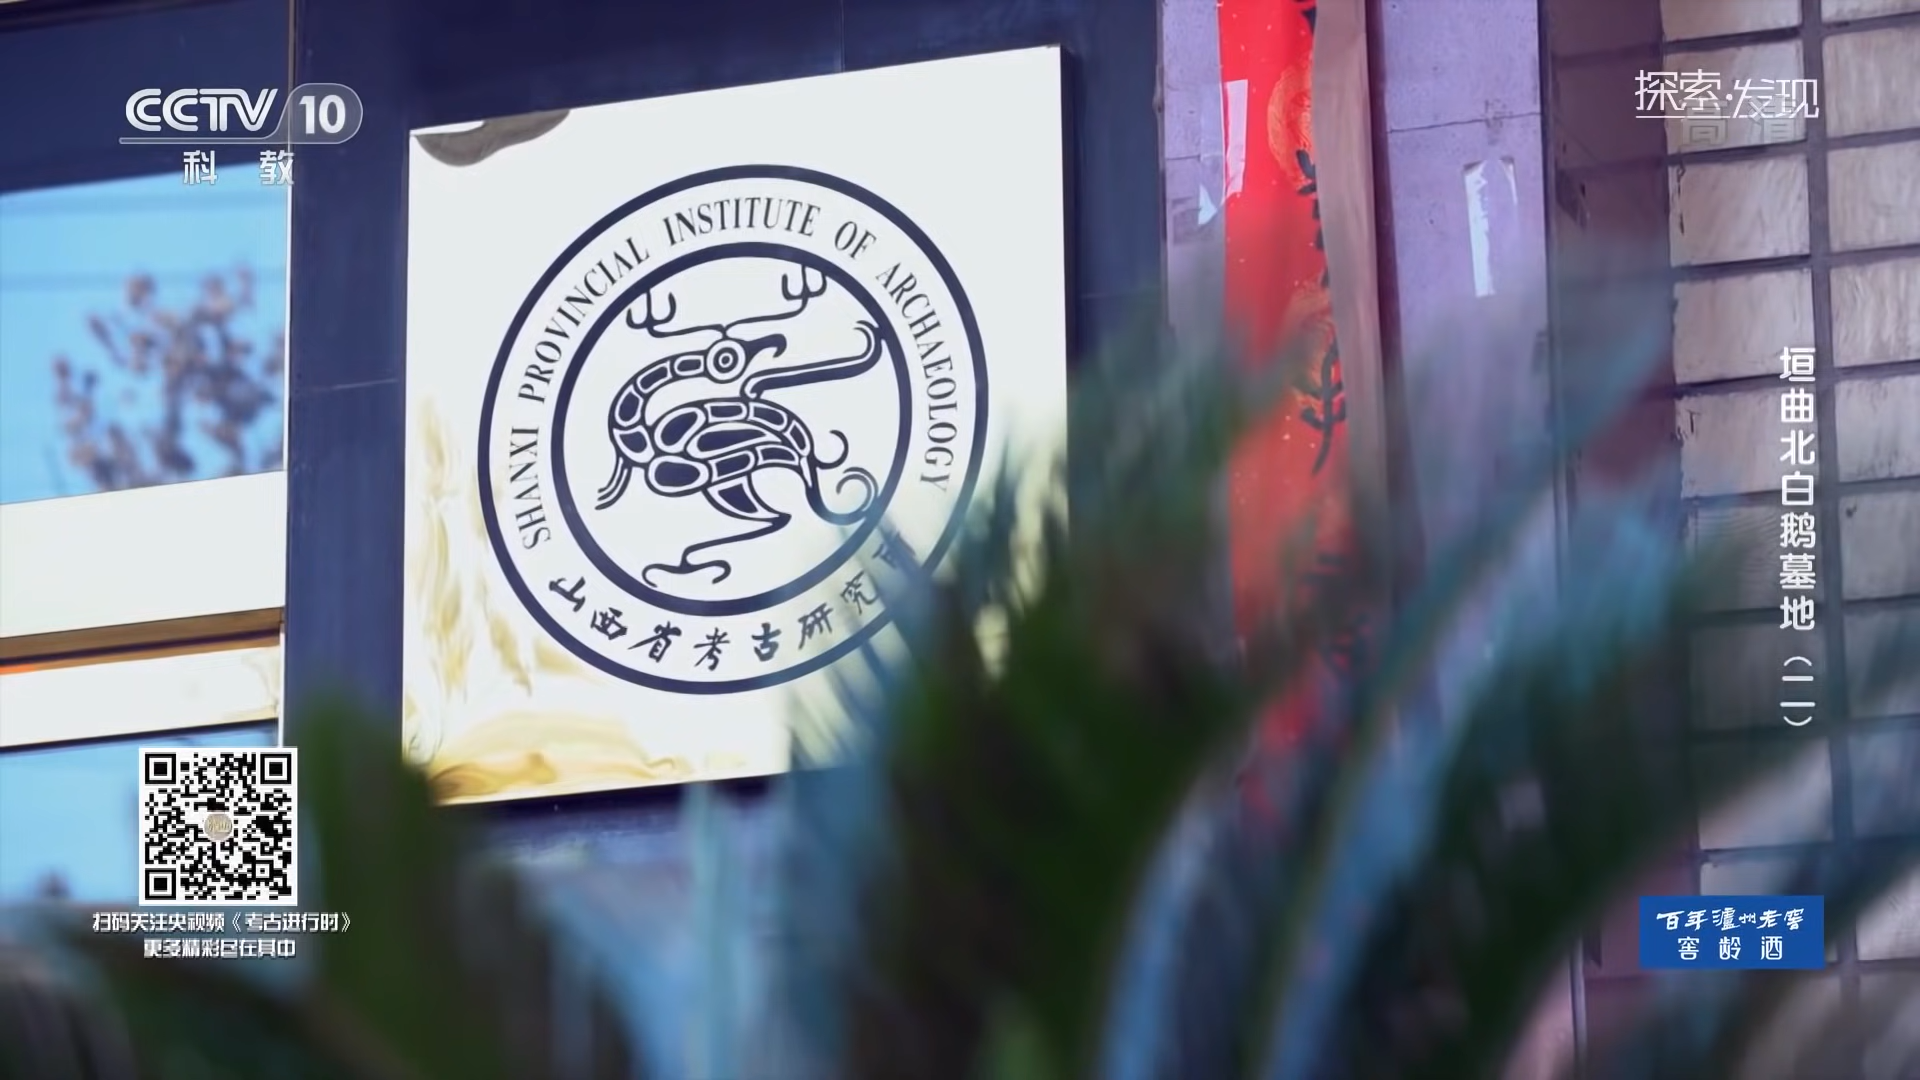 CCTV 10
科 教
探索·发现
高清
SHANXI PROVINCIAL INSTITUTE OF ARCHAEOLOGY
山西省考古研究
垣曲北白鹅墓地（二）
扫码关注央视频《考古进行时》
更多精彩尽在其中
百年泸州老窖
窖龄酒